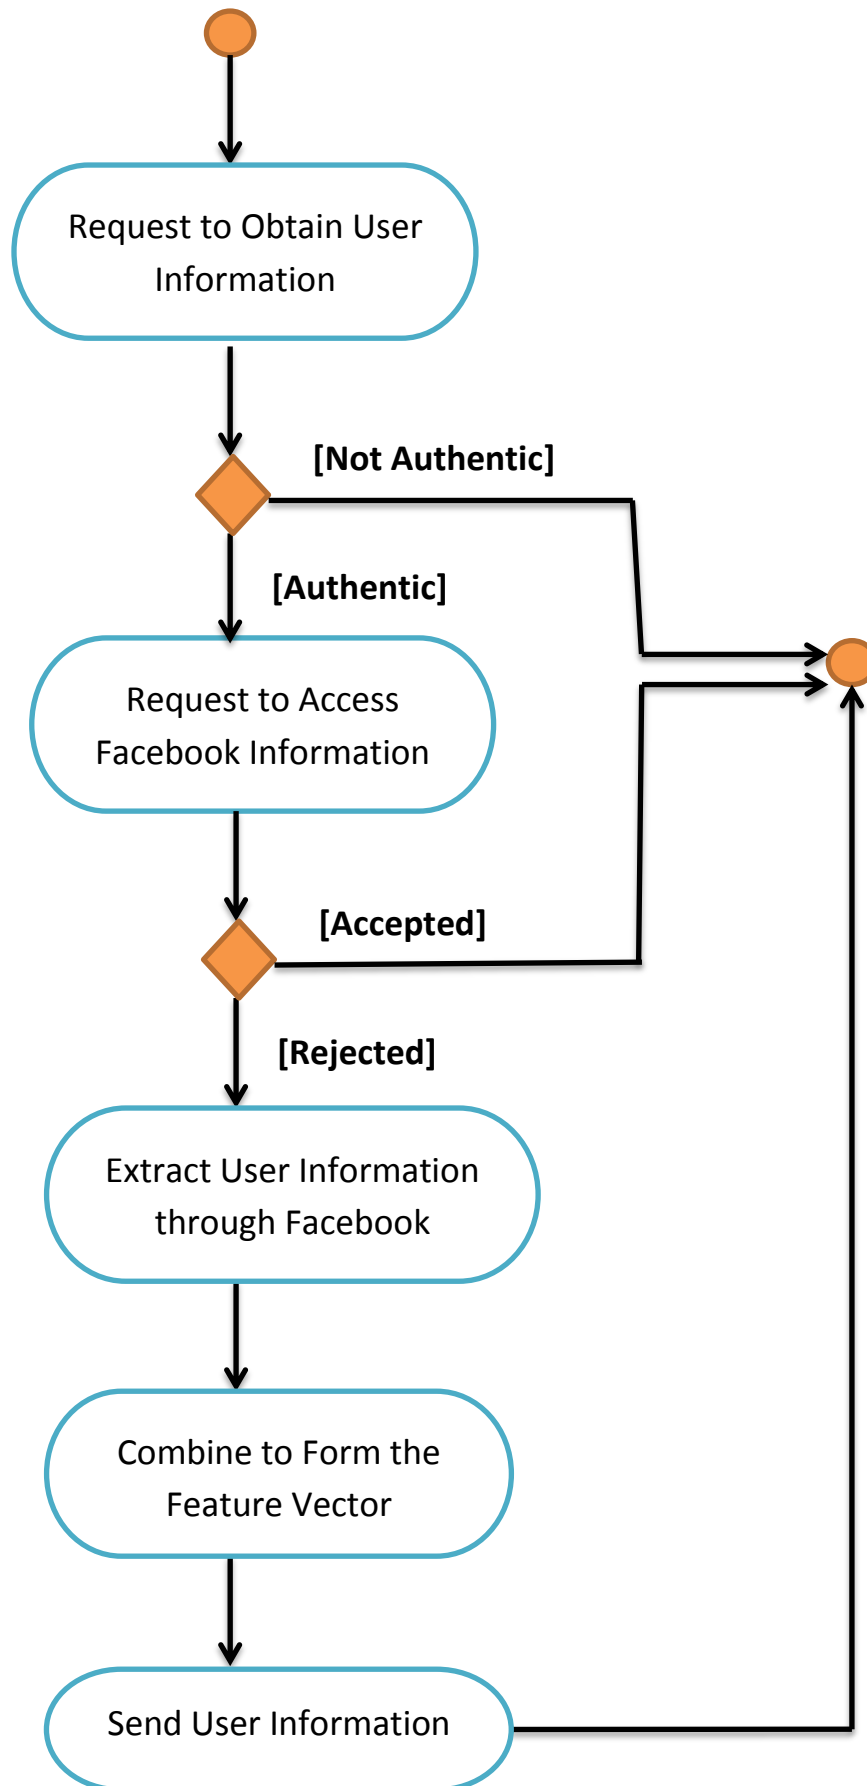 Request to Obtain User
Information
[Not Authentic]
[Authentic]
Request to Access
Facebook Information
[Accepted]
[Rejected]
Extract User Information
through Facebook
Combine to Form the
Feature Vector
Send User Information